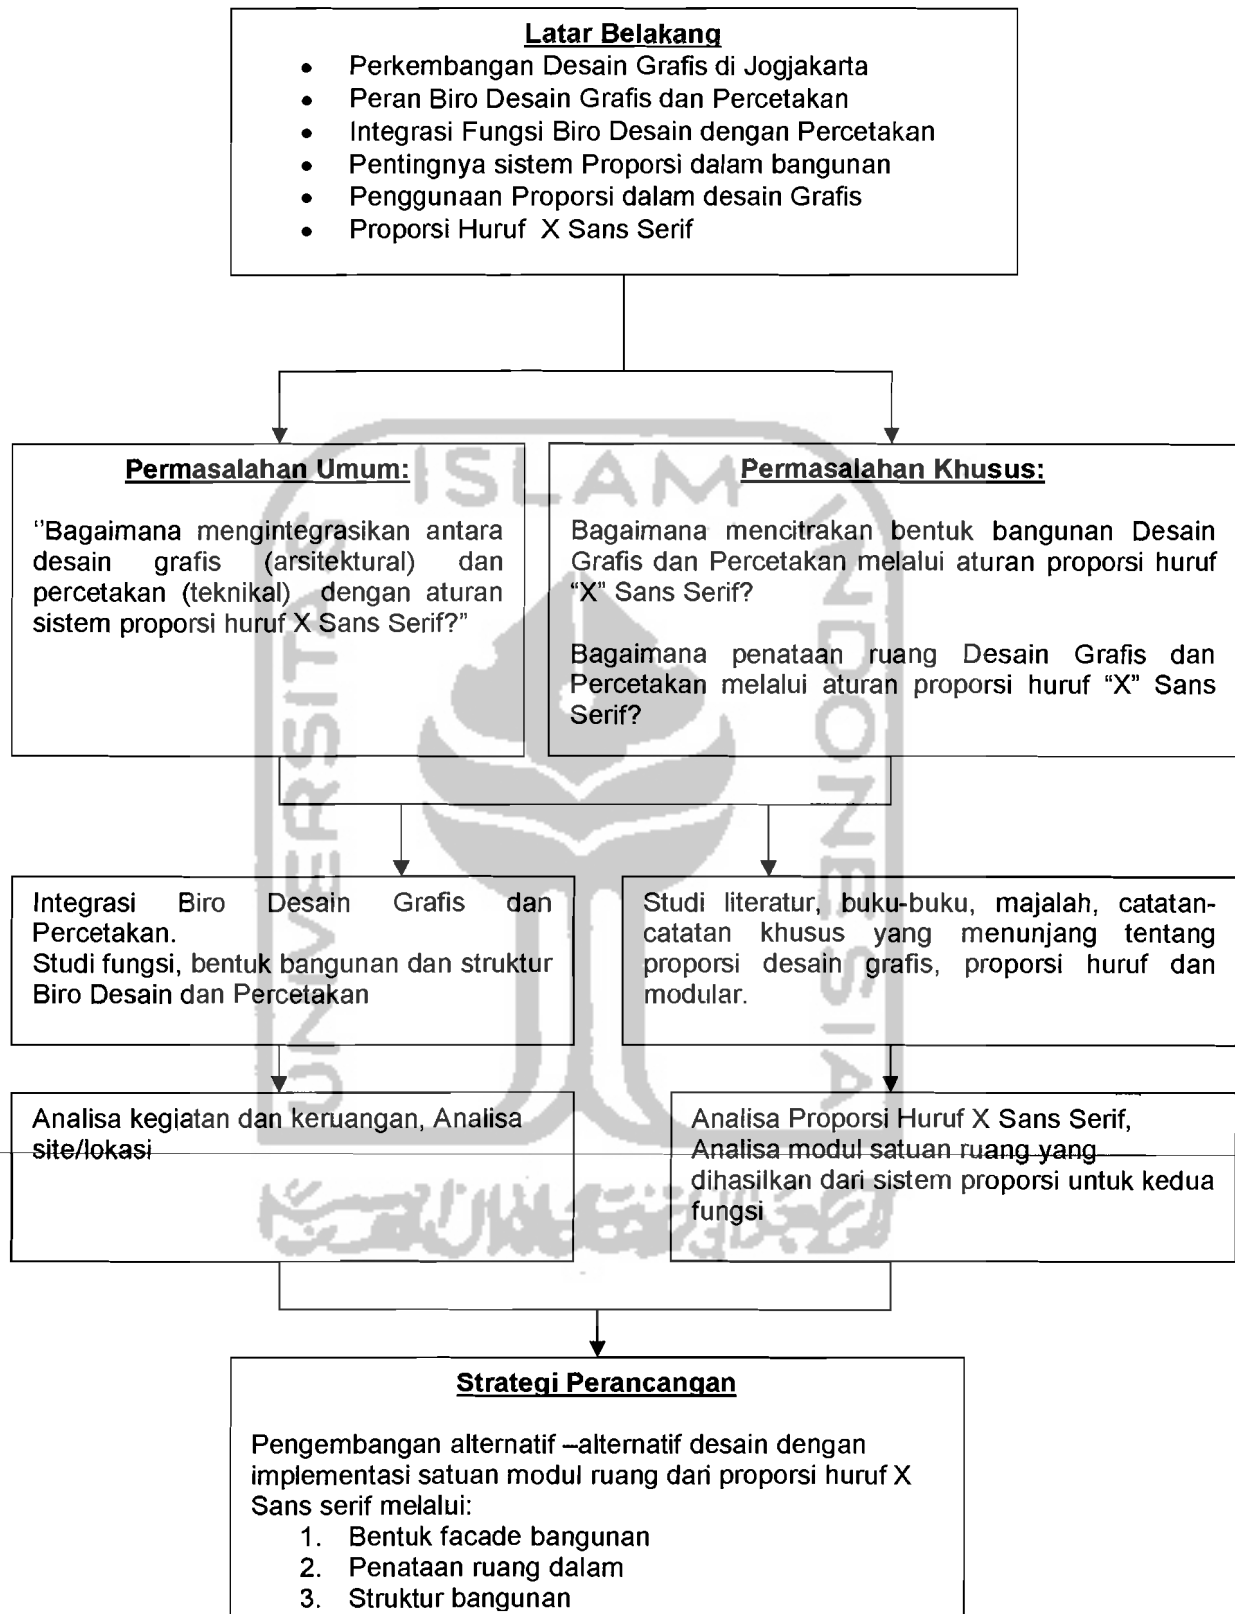 Latar Belakang
• Perkembangan Desain Grafis di Jogjakarta
• Peran Biro Desain Grafis dan Percetakan
• Integrasi Fungsi Biro Desain dengan Percetakan
• Pentingnya sistem Proporsi dalam bangunan
• Penggunaan Proporsi dalam desain Grafis
• Proporsi Huruf X Sans Serif
Permasalahan Umum:
‘’Bagaimana mengintegrasikan antara
desain grafis (arsitektural) dan
percetakan (teknikal) dengan aturan
sistem proporsi huruf X Sans Serif?”
Permasalahan Khusus:
Bagaimana mencitrakan bentuk bangunan Desain
Grafis dan Percetakan melalui aturan proporsi huruf
“X” Sans Serif?
Bagaimana penataan ruang Desain Grafis dan
Percetakan melalui aturan proporsi huruf “X” Sans
Serif?
Integrasi Biro Desain Grafis dan
Percetakan.
Studi fungsi, bentuk bangunan dan struktur
Biro Desain dan Percetakan
Studi literatur, buku-buku, majalah, catatan-
catatan khusus yang menunjang tentang
proporsi desain grafis, proporsi huruf dan
modular.
Analisa kegiatan dan keruangan, Analisa
site/lokasi
Analisa Proporsi Huruf X Sans Serif,
Analisa modul satuan ruang yang
dihasilkan dari sistem proporsi untuk kedua
fungsi
Strategi Perancangan
Pengembangan alternatif –alternatif desain dengan
implementasi satuan modul ruang dari proporsi huruf X
Sans serif melalui:
1. Bentuk facade bangunan
2. Penataan ruang dalam
3. Struktur bangunan
UNIVERSITAS
ISLAM
INDONESIA